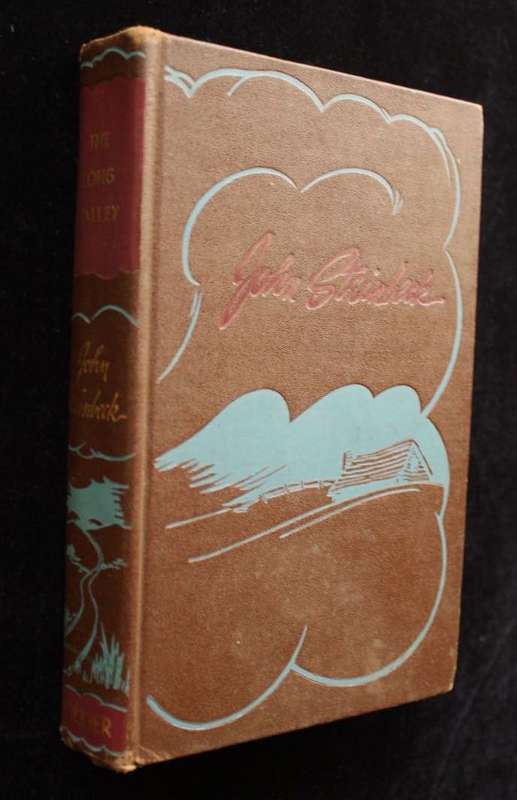 THE
LONG
VALLEY
John
Steinbeck
John Steinbeck